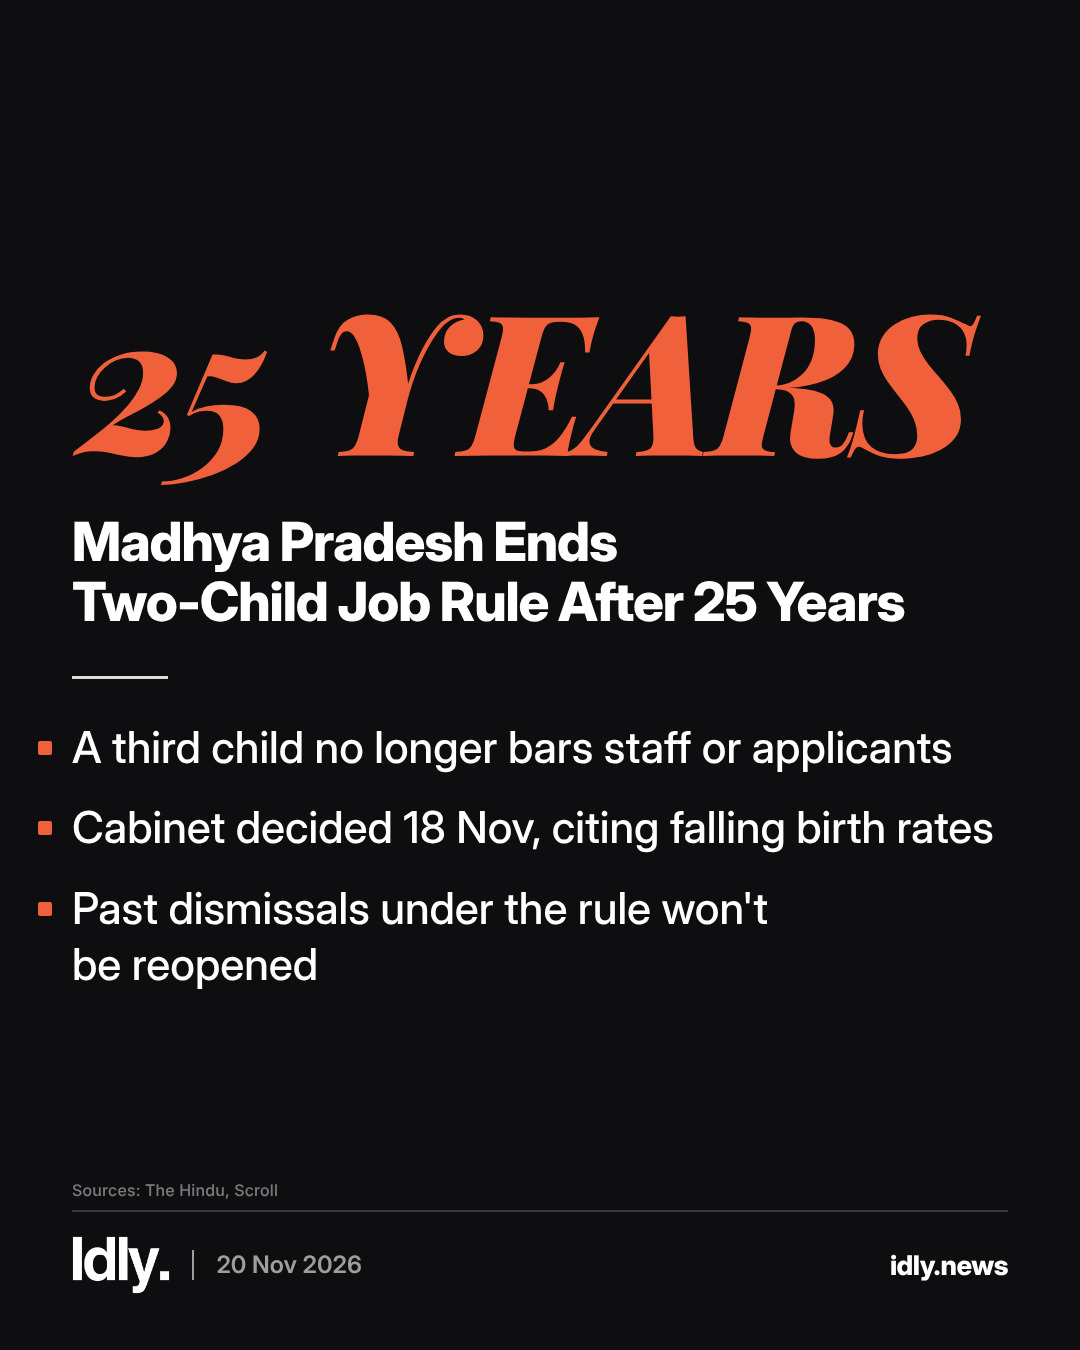 25 YEARS
Madhya Pradesh Ends
Two-Child Job Rule After 25 Years
A third child no longer bars staff or applicants
Cabinet decided 18 Nov, citing falling birth rates
Past dismissals under the rule won't
be reopened
Sources: The Hindu, Scroll
Idly. | 20 Nov 2026
idly.news